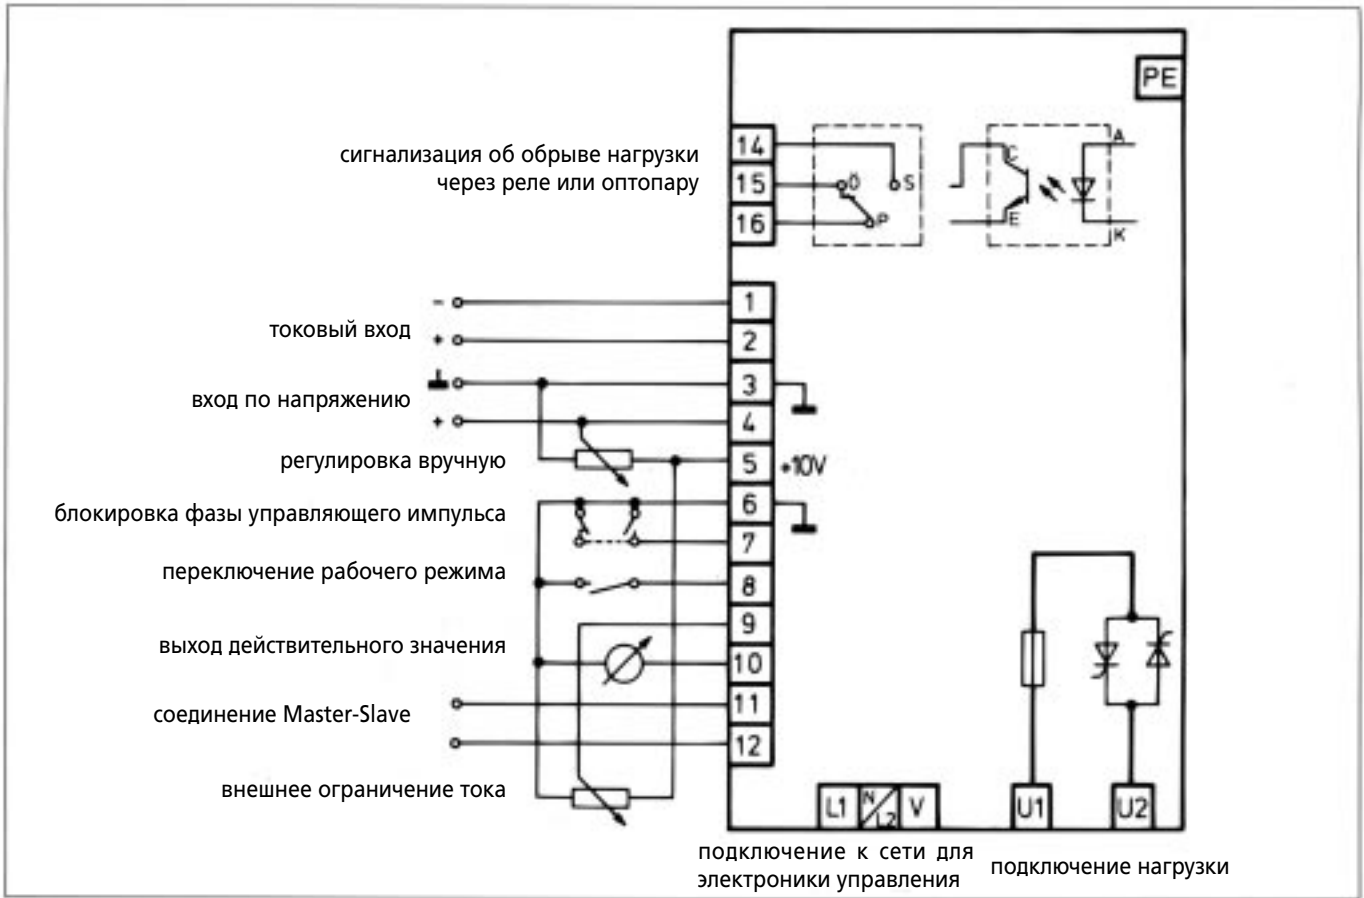 PE
сигнализация об обрыве нагрузки
через реле или оптопару
14
15
16
Ö
S
P
C
E
A
K
- 
токовый вход
+
1
2
вход по напряжению
+
3
4
регулировка вручную
5
+10V
блокировка фазы управляющего импульса
6
7
переключение рабочего режима
8
9
выход действительного значения
10
соединение Master-Slave
11
12
внешнее ограничение тока
L1
N/L2
V
U1
U2
подключение к сети для
электроники управления
подключение нагрузки